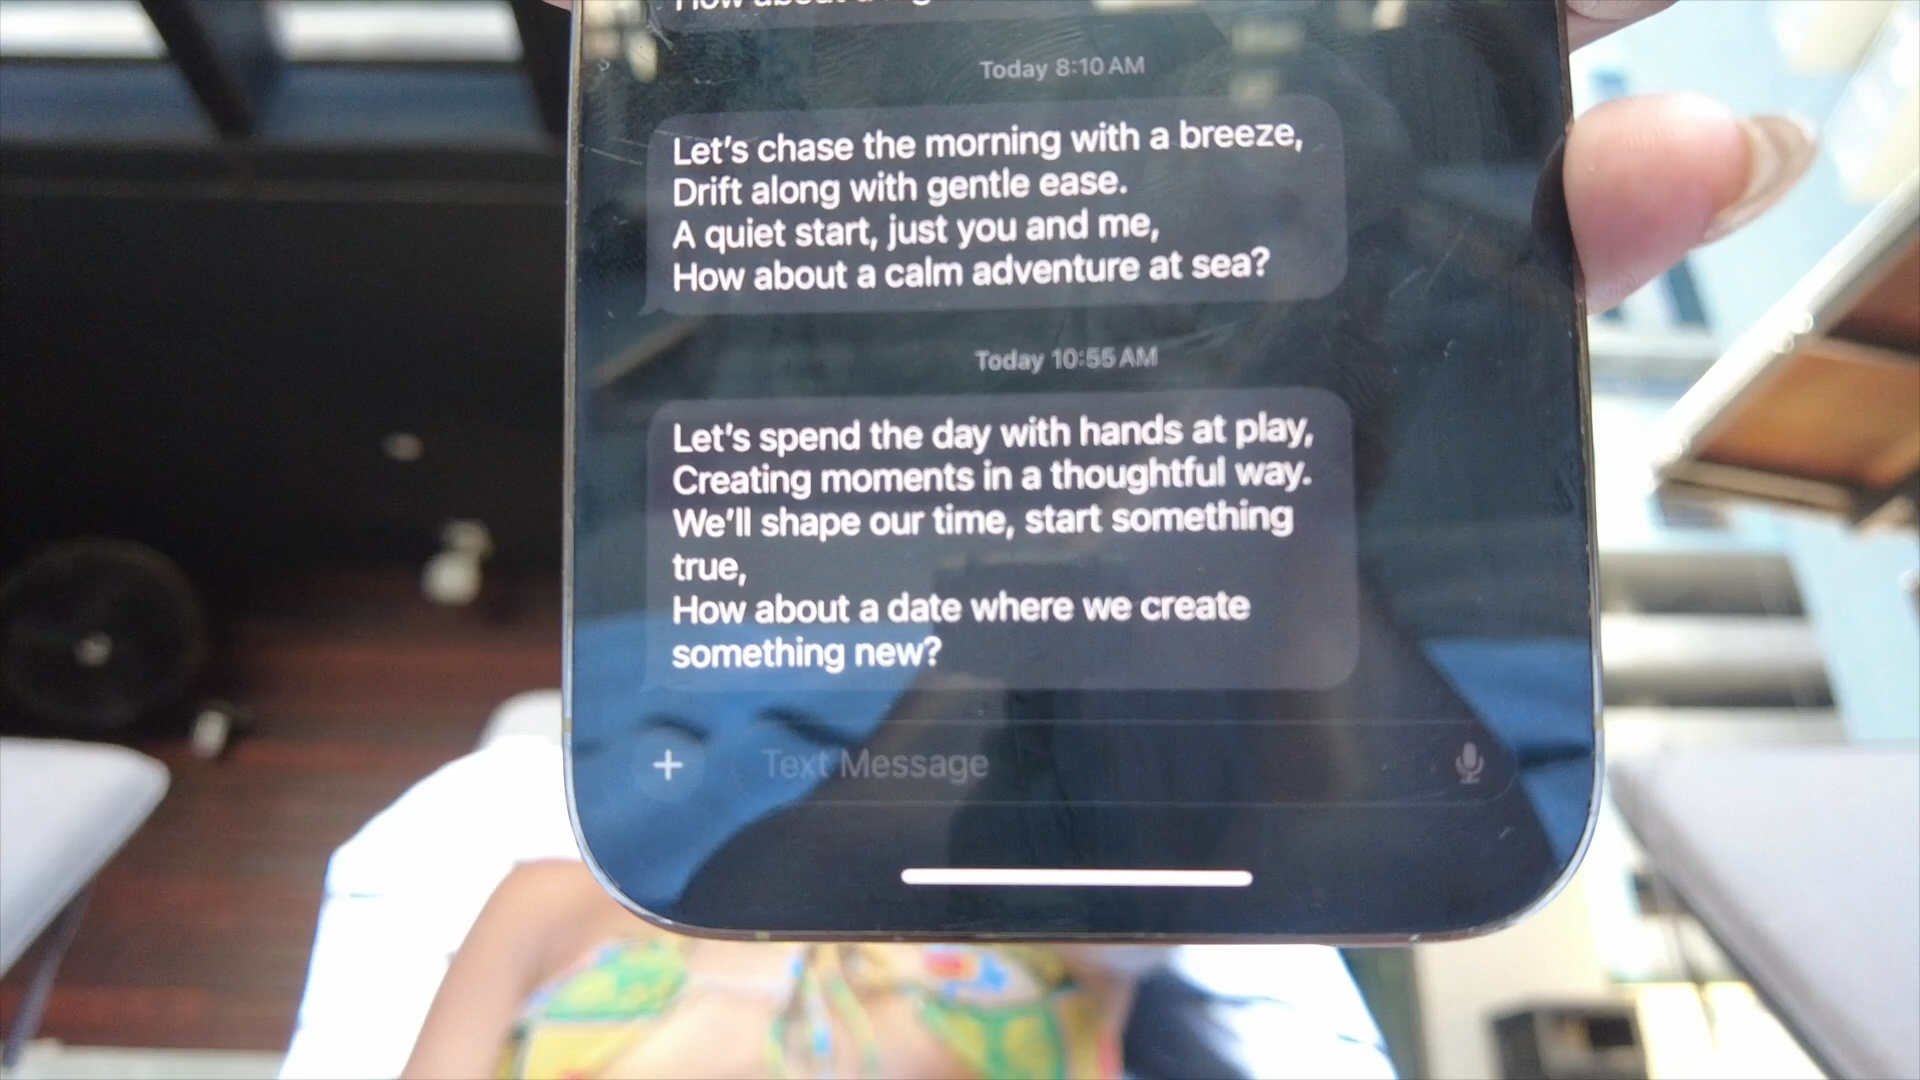 How about a
Today 8:10 AM
Let's chase the morning with a breeze,
Drift along with gentle ease.
A quiet start, just you and me,
How about a calm adventure at sea?
Today 10:55 AM
Let's spend the day with hands at play,
Creating moments in a thoughtful way.
We'll shape our time, start something
true,
How about a date where we create
something new?
Text Message